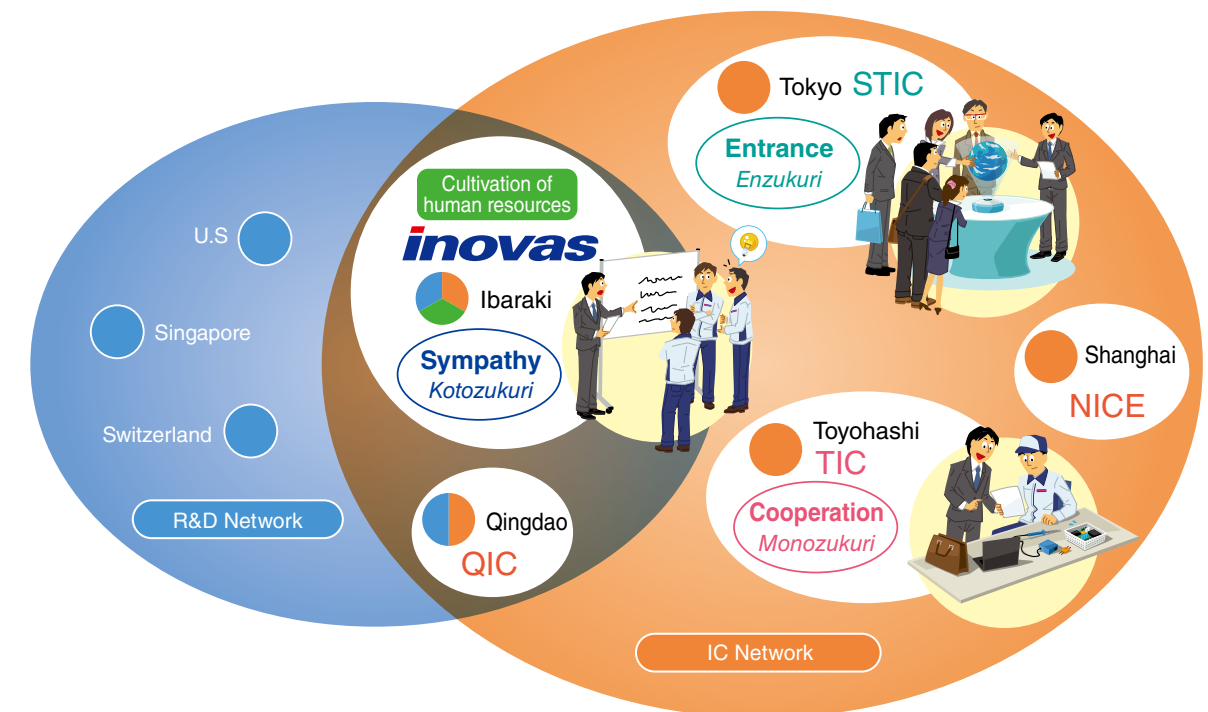 U.S
Singapore
Switzerland
R&D Network
Cultivation of
human resources
inovas
Ibaraki
Sympathy
Kotozukuri
Qingdao
QIC
Tokyo STIC
Entrance
Enzukuri
Shanghai
NICE
Toyohashi
TIC
Cooperation
Monozukuri
IC Network